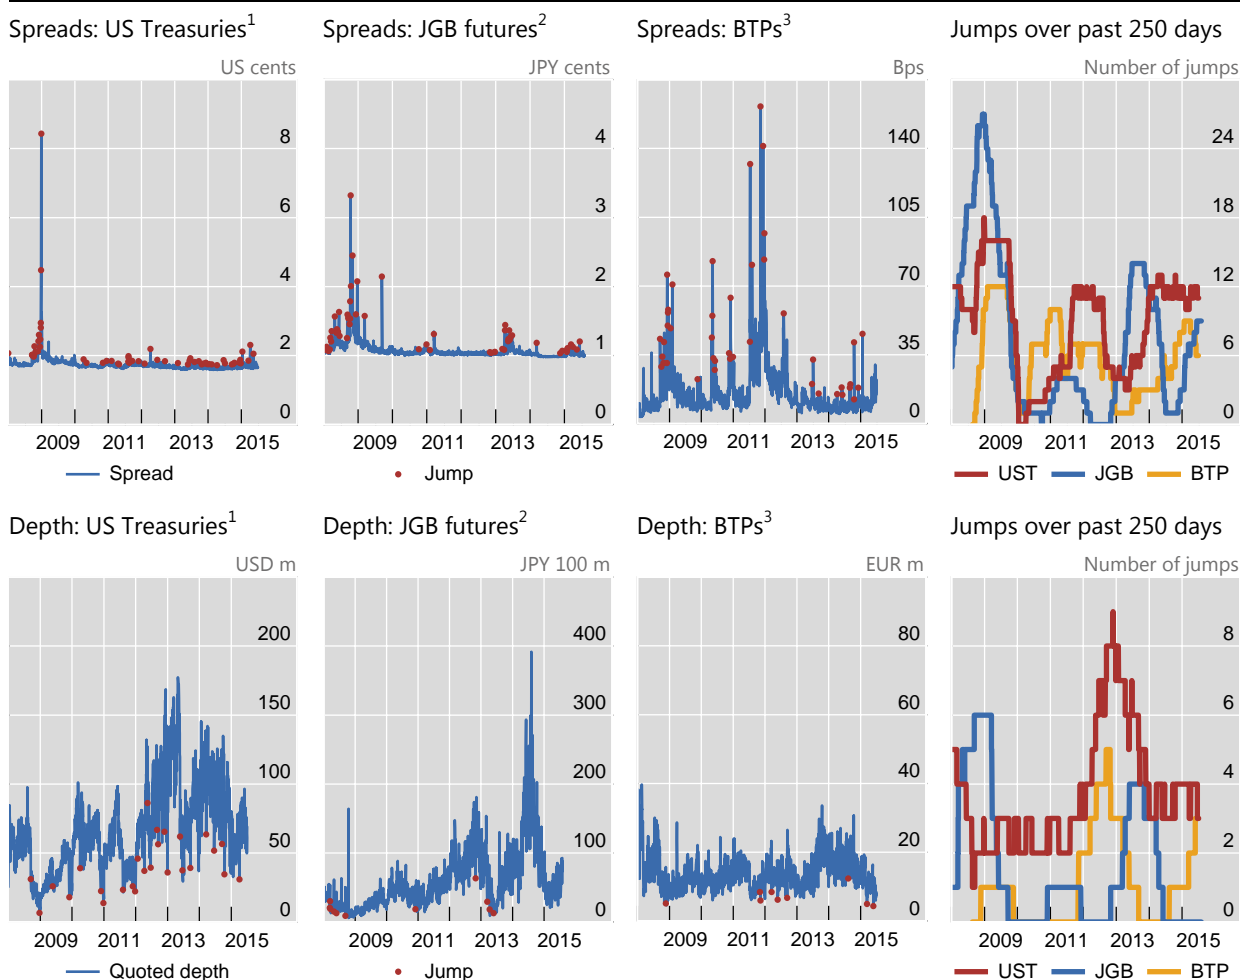 Spreads: US Treasuries¹ Spreads: JGB futures² Spreads: BTPs³ Jumps over past 250 days
US cents JPY cents Bps Number of jumps
8 4 140 24
6 3 105 18
4 2 70 12
2 1 35 6
0 0 0 0
2009 2011 2013 2015 2009 2011 2013 2015 2009 2011 2013 2015 2009 2011 2013 2015
Spread Jump UST JGB BTP
Depth: US Treasuries¹ Depth: JGB futures² Depth: BTPs³ Jumps over past 250 days
USD m JPY 100 m EUR m Number of jumps
200 400 80 8
150 300 60 6
100 200 40 4
50 100 20 2
0 0 0 0
2009 2011 2013 2015 2009 2011 2013 2015 2009 2011 2013 2015 2009 2011 2013 2015
Quoted depth Jump UST JGB BTP